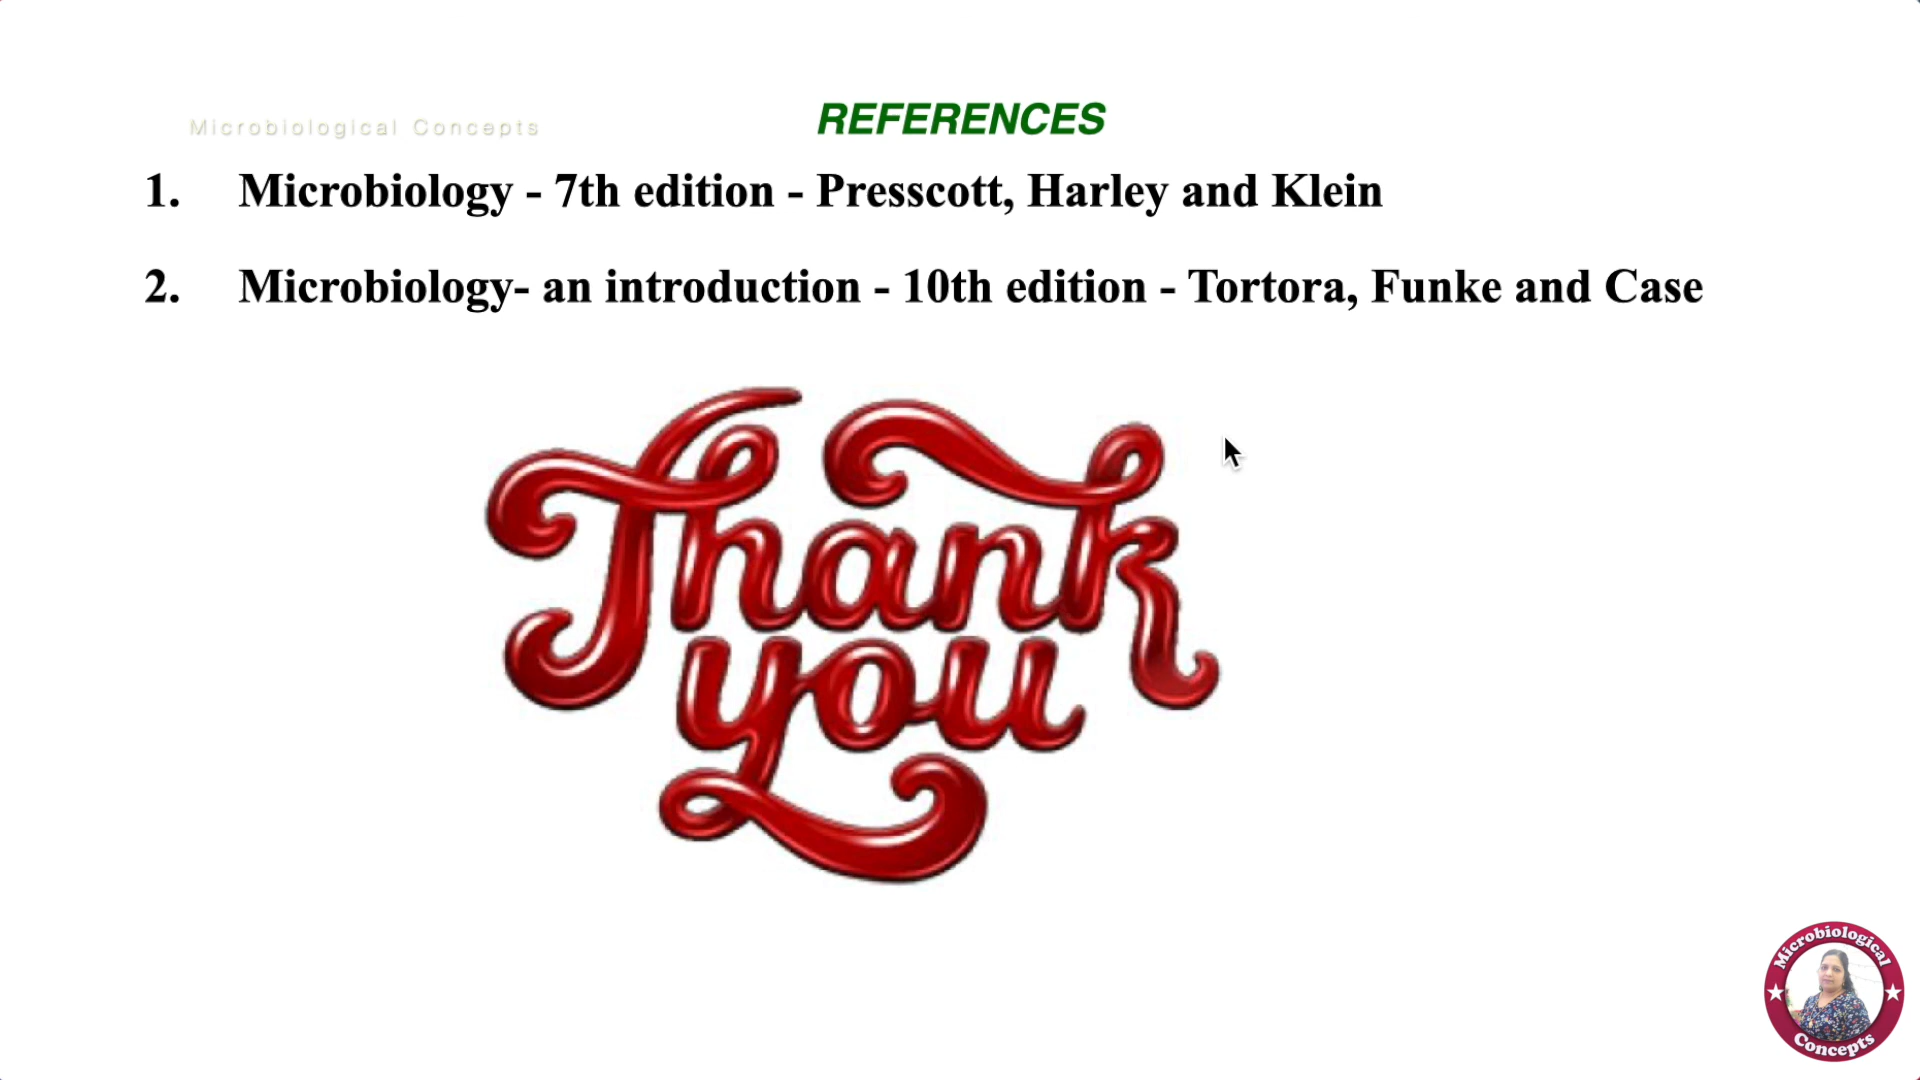 REFERENCES
Microbiological Concepts
1. Microbiology - 7th edition - Presscott, Harley and Klein
2. Microbiology- an introduction - 10th edition - Tortora, Funke and Case
Thank
you
Microbiological
Concepts